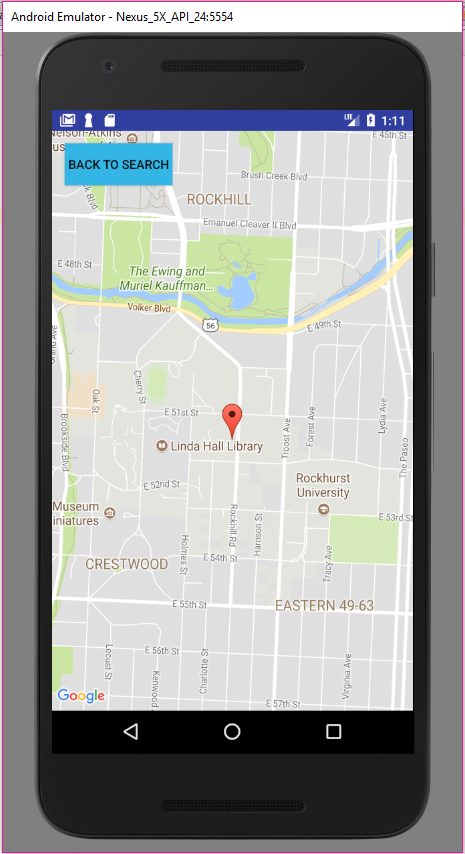 Android Emulator - Nexus_5X_API_24:5554
LTE
1:11
Nelson-Atkins
BACK TO SEARCH
E 45th St
Brush Creek Blvd
ROCKHILL
Emanuel Cleaver II Blvd
E 48th St
The Ewing and
Muriel Kauffman...
Volker Blvd
56
E 49th St
Cherry St
Oak St
Brookside Blvd
E 51st St
Troost Ave
Forest Ave
Lydia Ave
The Paseo
Linda Hall Library
E 52nd St
Rockhurst
University
Museum
iniatures
Rockhill Rd
Harrison St
E 53rd St
Holmes St
E 54th St
Tracy Ave
CRESTWOOD
E 55th St
EASTERN 49-63
E 56th St
Locust St
Kenwood
Charlotte St
Virginia Ave
Google
E 57th St